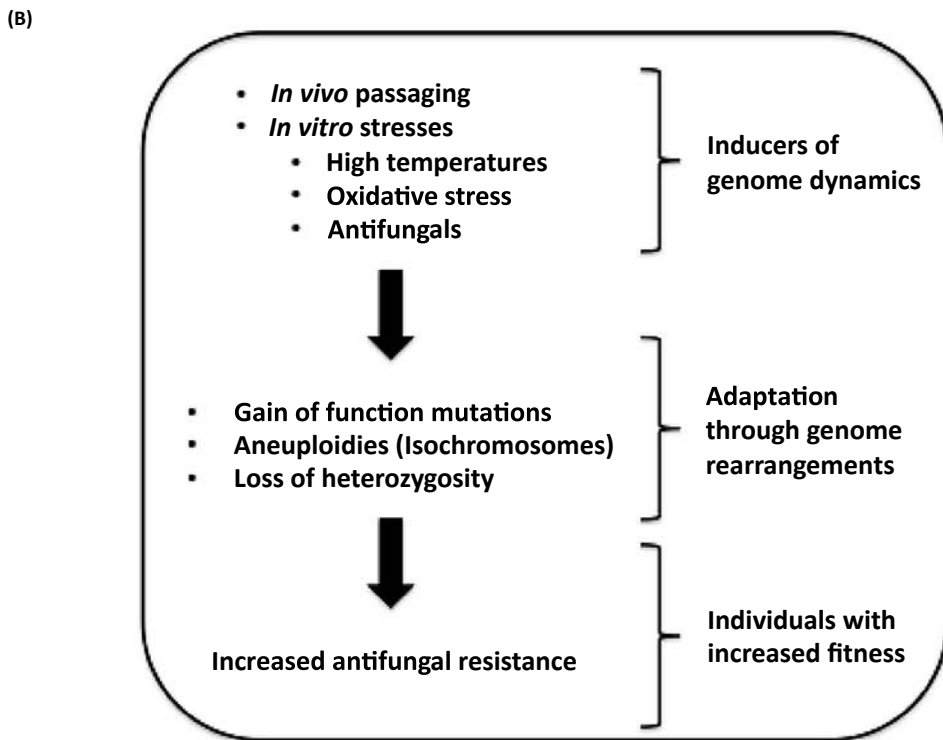 (B)
• In vivo passaging
• In vitro stresses
• High temperatures
• Oxidative stress
• Antifungals
Inducers of
genome dynamics
• Gain of function mutations
• Aneuploidies (Isochromosomes)
• Loss of heterozygosity
Adaptation
through genome
rearrangements
Increased antifungal resistance
Individuals with
increased fitness